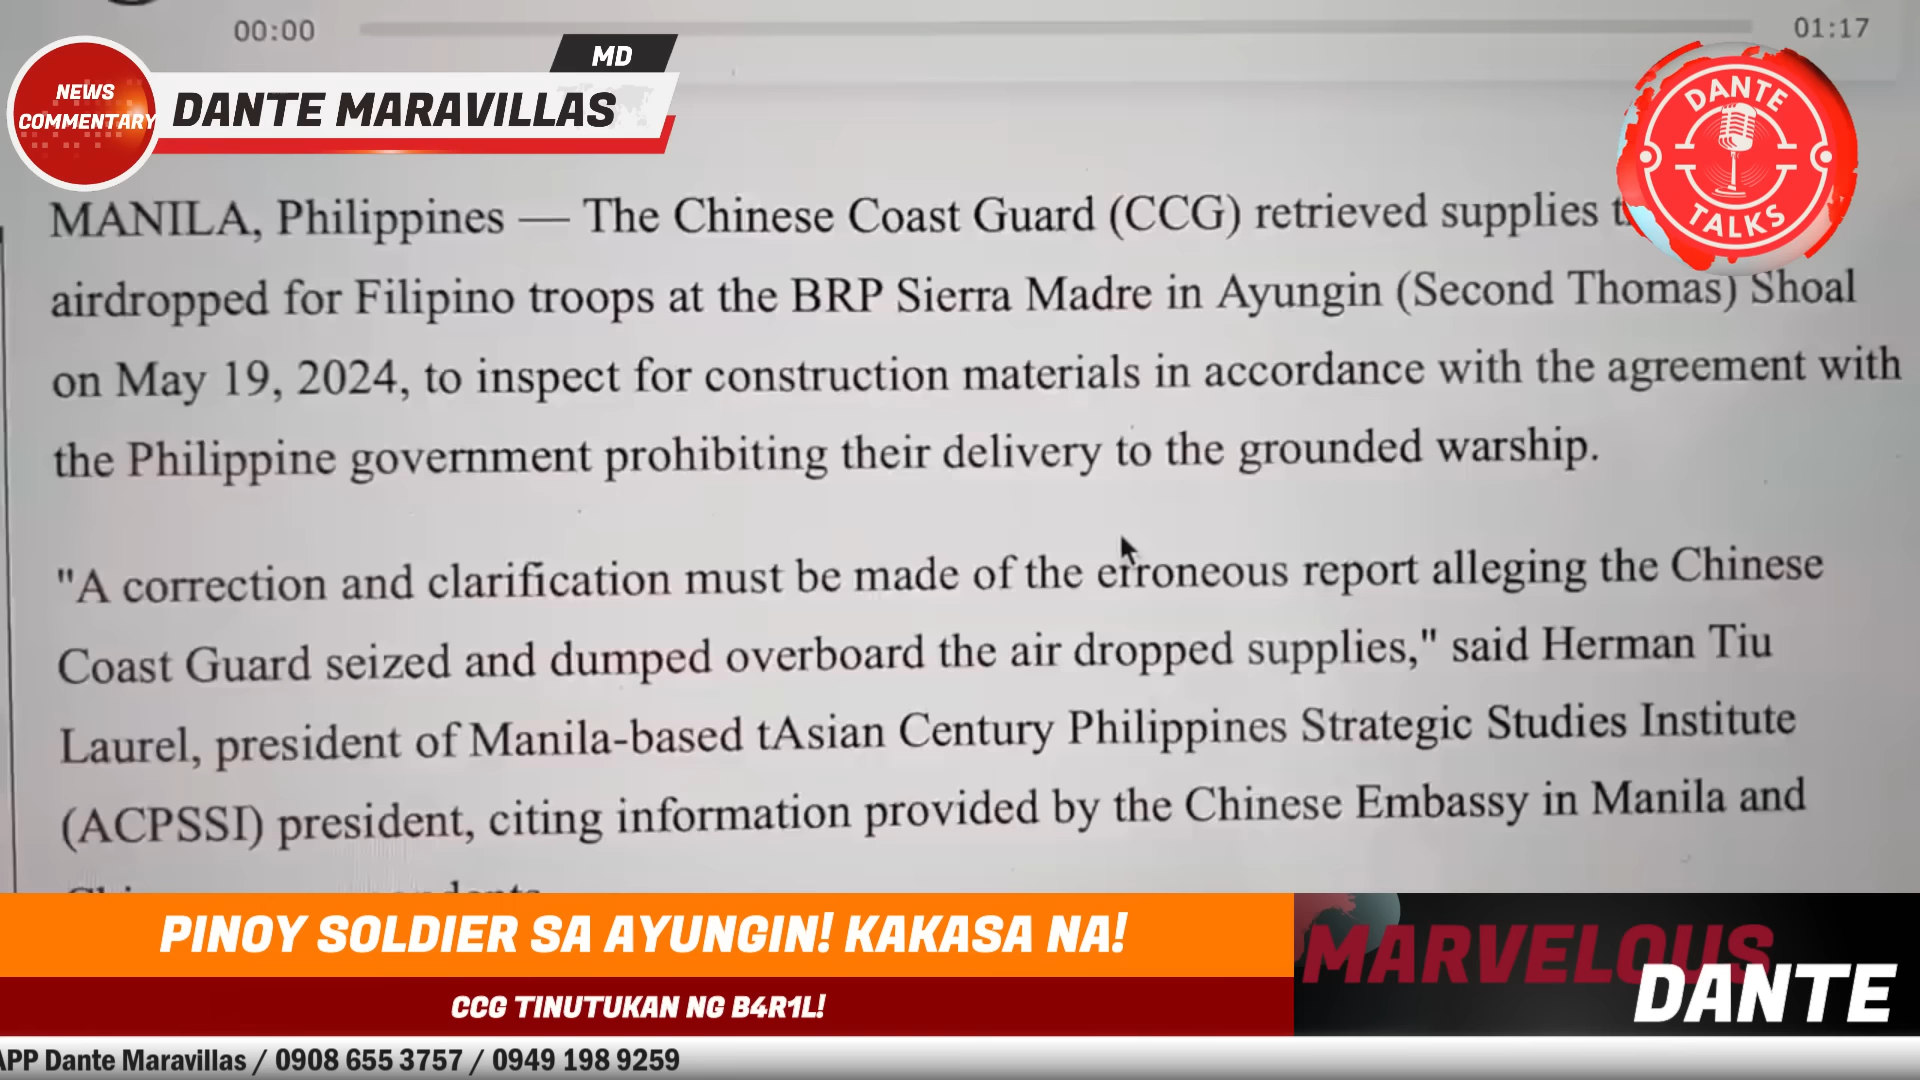 00:00
01:17
MD
NEWS
COMMENTARY
DANTE MARAVILLAS
DANTE
TALKS
MANILA, Philippines — The Chinese Coast Guard (CCG) retrieved supplies
airdropped for Filipino troops at the BRP Sierra Madre in Ayungin (Second Thomas) Shoal
on May 19, 2024, to inspect for construction materials in accordance with the agreement with
the Philippine government prohibiting their delivery to the grounded warship.
"A correction and clarification must be made of the erroneous report alleging the Chinese
Coast Guard seized and dumped overboard the air dropped supplies," said Herman Tiu
Laurel, president of Manila-based tAsian Century Philippines Strategic Studies Institute
(ACPSSI) president, citing information provided by the Chinese Embassy in Manila and
PINOY SOLDIER SA AYUNGIN! KAKASA NA!
CCG TINUTUKAN NG B4R1L!
MARVELOUS
DANTE
APP Dante Maravillas / 0908 655 3757 / 0949 198 9259